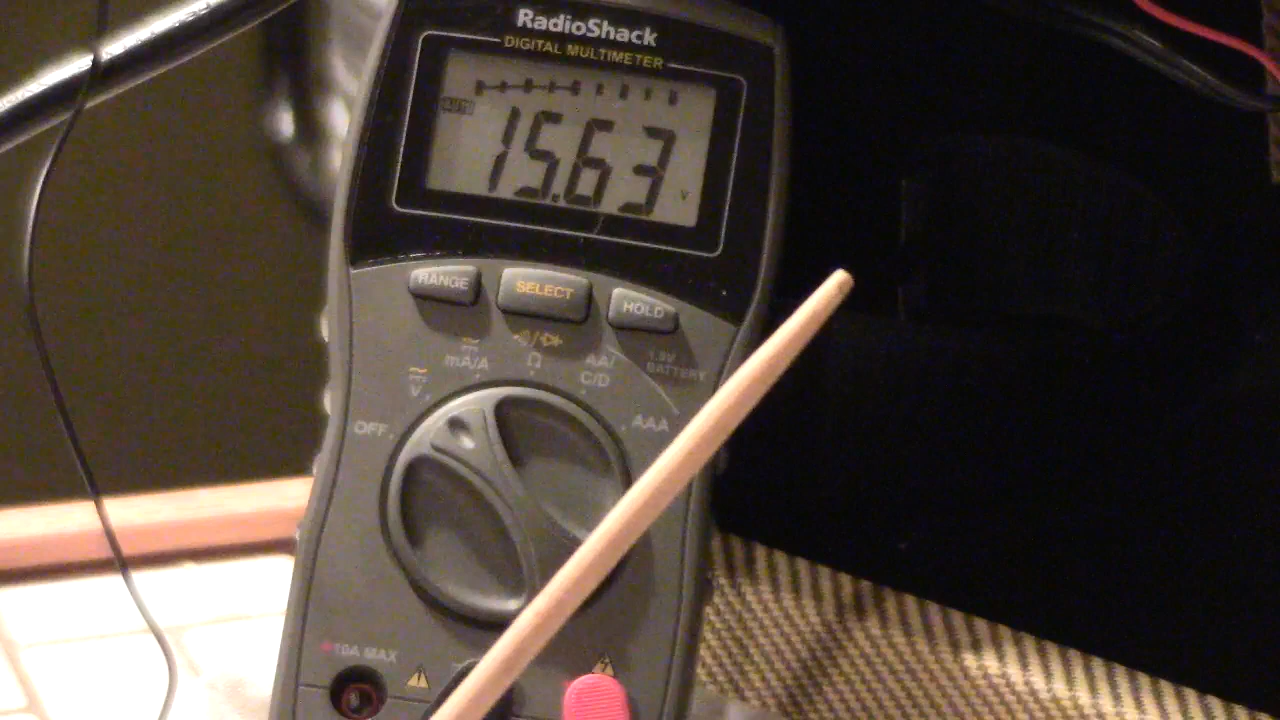 RadioShack
DIGITAL MULTIMETER
AUTO
15.63
V
RANGE
SELECT
HOLD
mA/A
Ω
AA/
C/D
1.5V
BATTERY
V
OFF
AAA
10A MAX